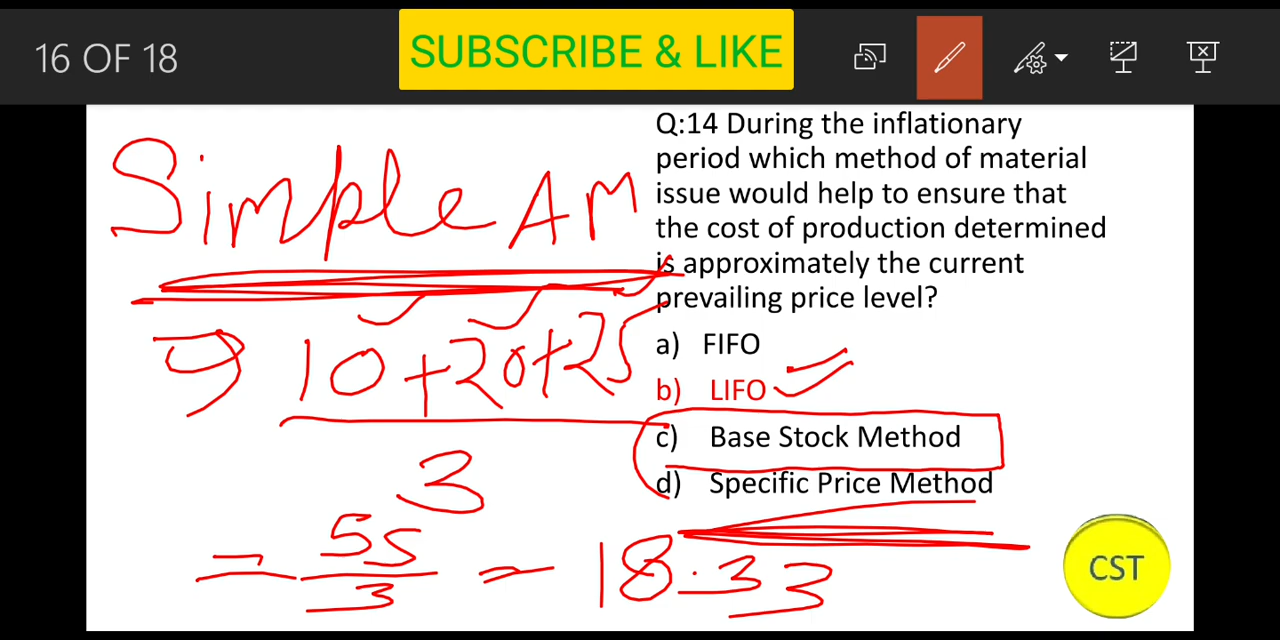 16 OF 18
SUBSCRIBE & LIKE
Simple AM
10+20+25
3
= 55
3
= 18.33
Q:14 During the inflationary
period which method of material
issue would help to ensure that
the cost of production determined
is approximately the current
prevailing price level?
a) FIFO
b) LIFO
c) Base Stock Method
d) Specific Price Method
CST